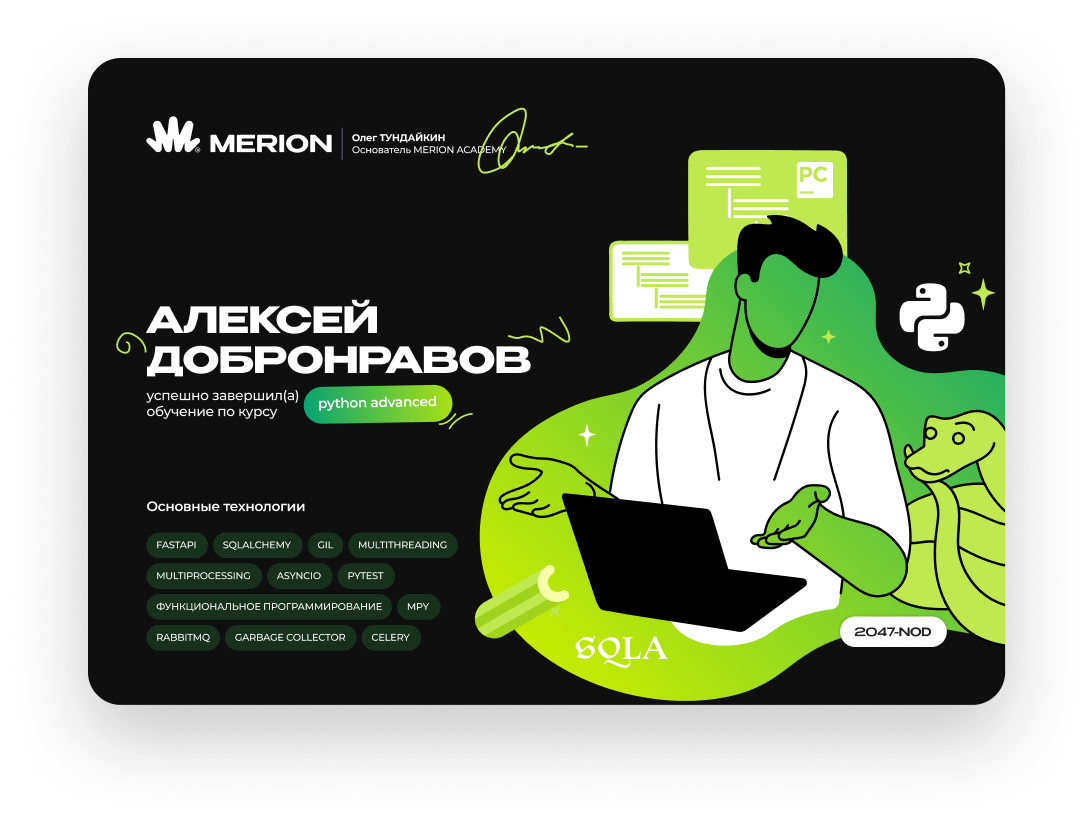 MERION
Олег ТУНДАЙКИН
Основатель MERION ACADEMY
PC
АЛЕКСЕЙ
ДОБРОНРАВОВ
успешно завершил(а)
обучение по курсу
python advanced
Основные технологии
FASTAPI SQLALCHEMY GIL MULTITHREADING
MULTIPROCESSING ASYNCIO PYTEST
ФУНКЦИОНАЛЬНОЕ ПРОГРАММИРОВАНИЕ MPY
RABBITMQ GARBAGE COLLECTOR CELERY
SQLA
2047-NOD